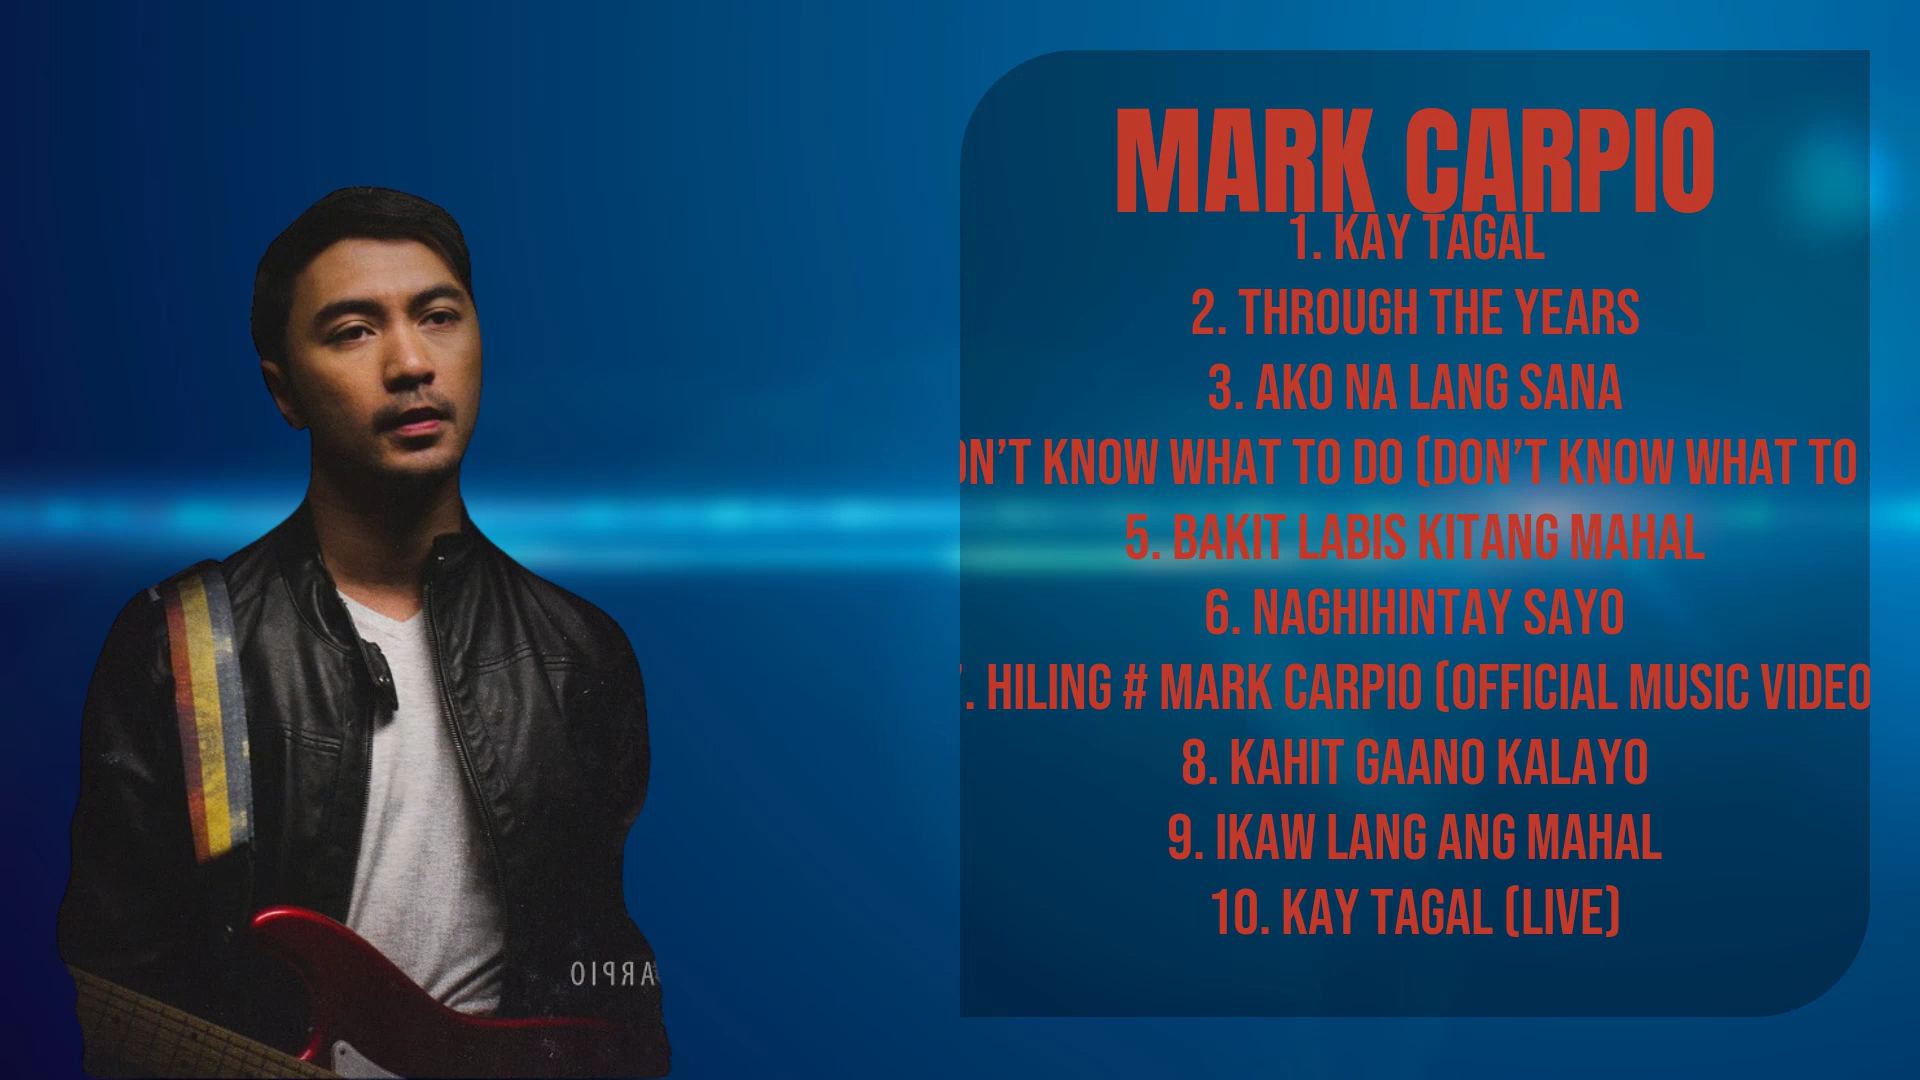 MARK CARPIO
1. KAY TAGAL
2. THROUGH THE YEARS
3. AKO NA LANG SANA
ON’T KNOW WHAT TO DO (DON’T KNOW WHAT TO
5. BAKIT LABIS KITANG MAHAL
6. NAGHIHINTAY SAYO
. HILING # MARK CARPIO (OFFICIAL MUSIC VIDEO
8. KAHIT GAANO KALAYO
9. IKAW LANG ANG MAHAL
10. KAY TAGAL (LIVE)
ARPIO